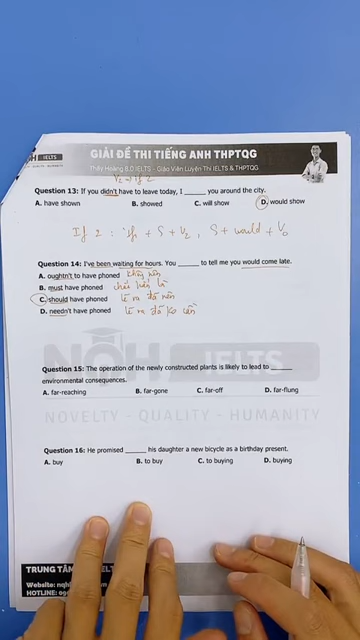 IELTS
GIẢI ĐỀ THI TIẾNG ANH THPTQG
Thầy Hoàng 8.0 IELTS - Giáo Viên Luyện Thi IELTS & THPTQG
Question 13: If you didn't have to leave today, I ______ you around the city.
A. have shown B. showed C. will show D. would show
If 2 : If + S + V2 , S + would + V0
Question 14: I've been waiting for hours. You ______ to tell me you would come late.
A. oughtn't to have phoned không nên
B. must have phoned chắc hẳn là
C. should have phoned lẽ ra đã nên
D. needn't have phoned lẽ ra đã ko cần
NQH IELTS
Question 15: The operation of the newly constructed plants is likely to lead to ______
environmental consequences.
A. far-reaching B. far-gone C. far-off D. far-flung
NOVELTY - QUALITY - HUMANITY
Question 16: He promised ______ his daughter a new bicycle as a birthday present.
A. buy B. to buy C. to buying D. buying
TRUNG TÂM
Website:
HOTLINE: